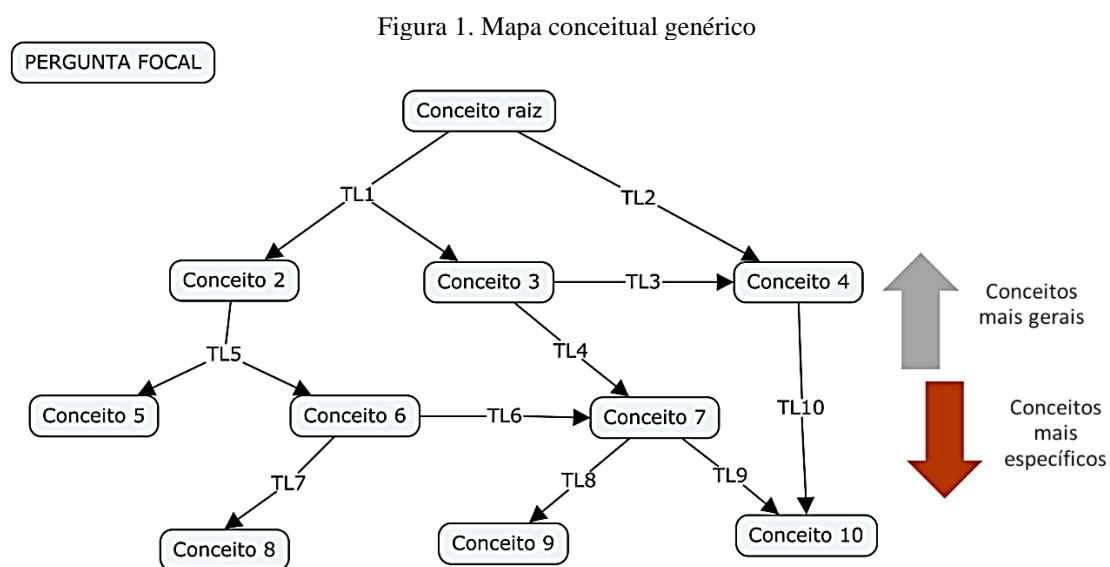 Figura 1. Mapa conceitual genérico
PERGUNTA FOCAL
Conceito raiz
TL1
TL2
Conceito 2
Conceito 3
TL3
Conceito 4
Conceitos
mais gerais
TL5
TL4
Conceito 5
Conceito 6
TL6
Conceito 7
TL10
Conceitos
mais
específicos
TL7
TL8
TL9
Conceito 8
Conceito 9
Conceito 10